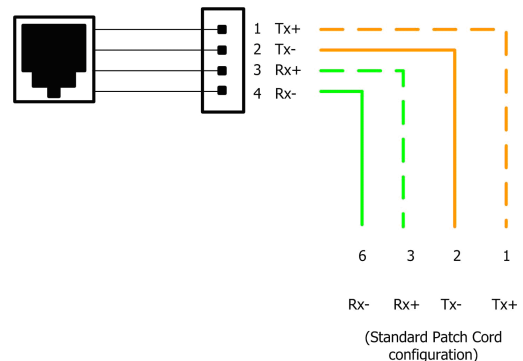 1 Tx+
2 Tx-
3 Rx+
4 Rx-
6 3 2 1
Rx- Rx+ Tx- Tx+
(Standard Patch Cord
configuration)